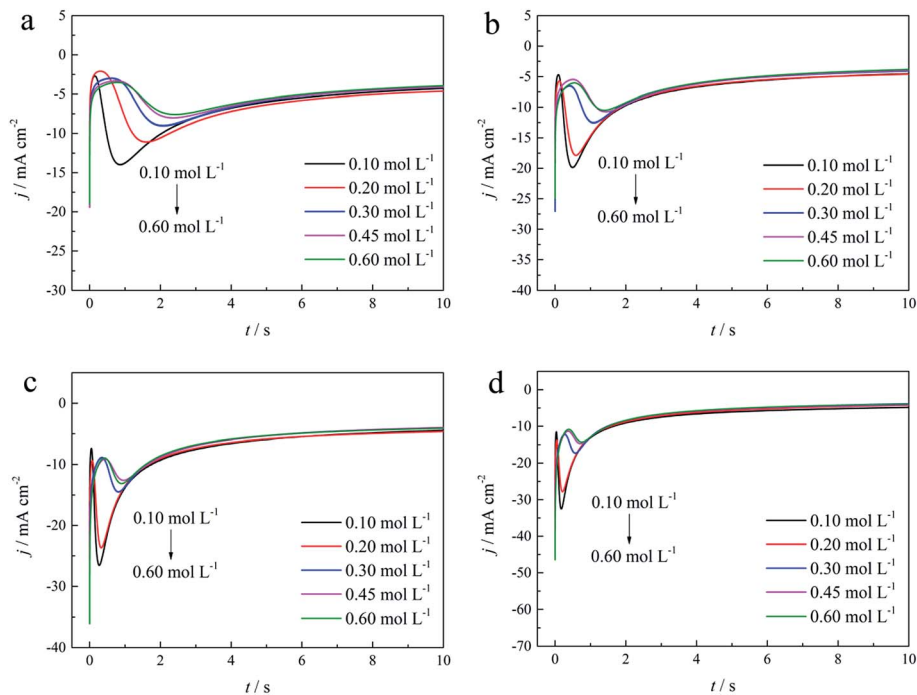 a
5
0
-5
-10
-15
-20
-25
-30
j / mA cm-2
0.10 mol L-1
0.60 mol L-1
0.10 mol L-1
0.20 mol L-1
0.30 mol L-1
0.45 mol L-1
0.60 mol L-1
0 2 4 6 8 10
t / s
b
5
0
-5
-10
-15
-20
-25
-30
-35
-40
j / mA cm-2
0.10 mol L-1
0.60 mol L-1
0.10 mol L-1
0.20 mol L-1
0.30 mol L-1
0.45 mol L-1
0.60 mol L-1
0 2 4 6 8 10
t / s
c
0
-10
-20
-30
-40
j / mA cm-2
0.10 mol L-1
0.60 mol L-1
0.10 mol L-1
0.20 mol L-1
0.30 mol L-1
0.45 mol L-1
0.60 mol L-1
0 2 4 6 8 10
t / s
d
0
-10
-20
-30
-40
-50
-60
-70
j / mA cm-2
0.10 mol L-1
0.60 mol L-1
0.10 mol L-1
0.20 mol L-1
0.30 mol L-1
0.45 mol L-1
0.60 mol L-1
0 2 4 6 8 10
t / s